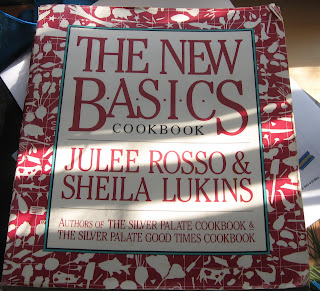 THE NEW
B·A·S·I·C·S
COOKBOOK
JULEE ROSSO &
SHEILA LUKINS
AUTHORS OF THE SILVER PALATE COOKBOOK &
THE SILVER PALATE GOOD TIMES COOKBOOK